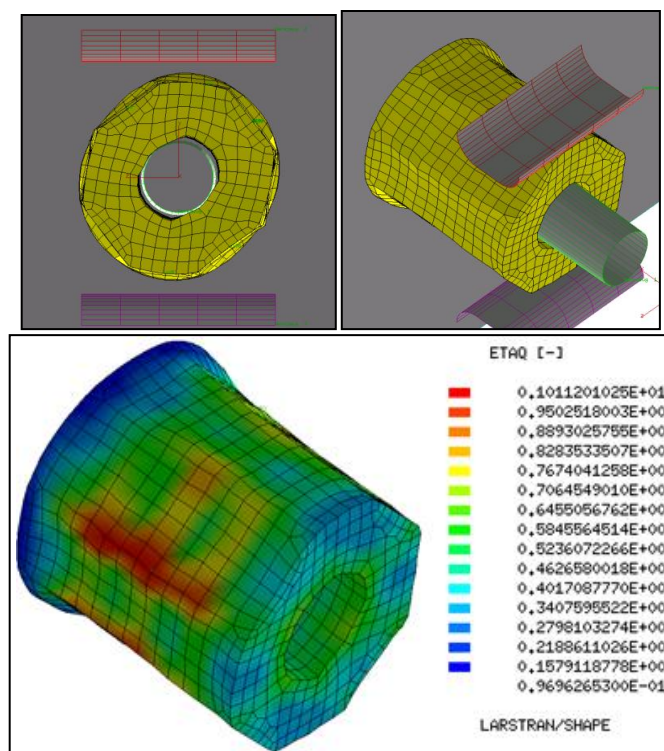 ETAQ [-]
0.1011201025E+01
0.9502518003E+00
0.8893025755E+00
0.8283533507E+00
0.7674041258E+00
0.7064549010E+00
0.6455056762E+00
0.5845564514E+00
0.5236072266E+00
0.4626580018E+00
0.4017087770E+00
0.3407595522E+00
0.2798103274E+00
0.2188611026E+00
0.1579118778E+00
0.9696265300E-01
LARSTRAN/SHAPE